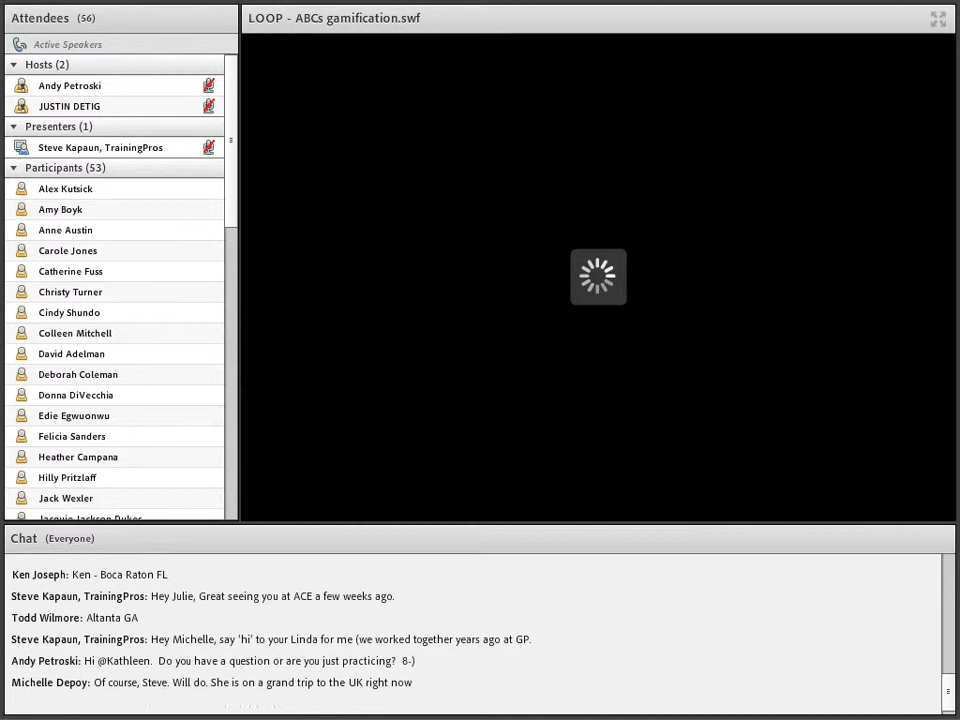 Attendees (56)
LOOP - ABCs gamification.swf
Active Speakers
Hosts (2)
Andy Petroski
JUSTIN DETIG
Presenters (1)
Steve Kapaun, TrainingPros
Participants (53)
Alex Kutsick
Amy Boyk
Anne Austin
Carole Jones
Catherine Fuss
Christy Turner
Cindy Shundo
Colleen Mitchell
David Adelman
Deborah Coleman
Donna DiVecchia
Edie Egwuonwu
Felicia Sanders
Heather Campana
Hilly Pritzlaff
Jack Wexler
Jacquie Jackson Dukes
Chat (Everyone)
Ken Joseph: Ken - Boca Raton FL
Steve Kapaun, TrainingPros: Hey Julie, Great seeing you at ACE a few weeks ago.
Todd Wilmore: Altanta GA
Steve Kapaun, TrainingPros: Hey Michelle, say 'hi' to your Linda for me (we worked together years ago at GP.
Andy Petroski: Hi @Kathleen. Do you have a question or are you just practicing? 8-)
Michelle Depoy: Of course, Steve. Will do. She is on a grand trip to the UK right now